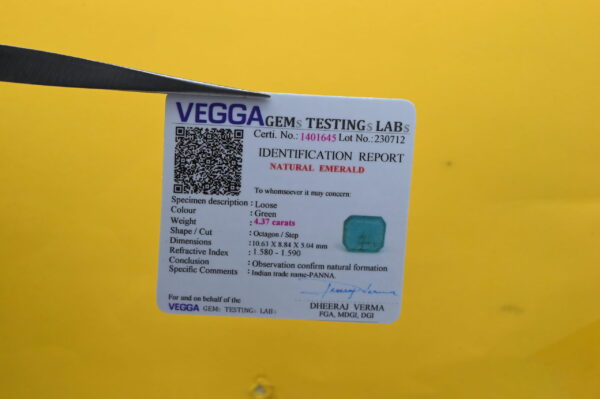 VEGGA GEMS TESTINGS LABS
Certi. No.: 1401645 Lot No.: 230712
IDENTIFICATION REPORT
NATURAL EMERALD
To whomsoever it may concern:
Specimen description : Loose
Colour : Green
Weight : 4.37 carats
Shape / Cut : Octagon / Step
Dimensions : 10.63 X 8.84 X 5.04 mm
Refractive Index : 1.580 - 1.590
Conclusion : Observation confirm natural formation
Specific Comments : Indian trade name-PANNA.
For and on behalf of the
VEGGA GEMS TESTING LABS
DHEERAJ VERMA
FGA, MDGI, DGI